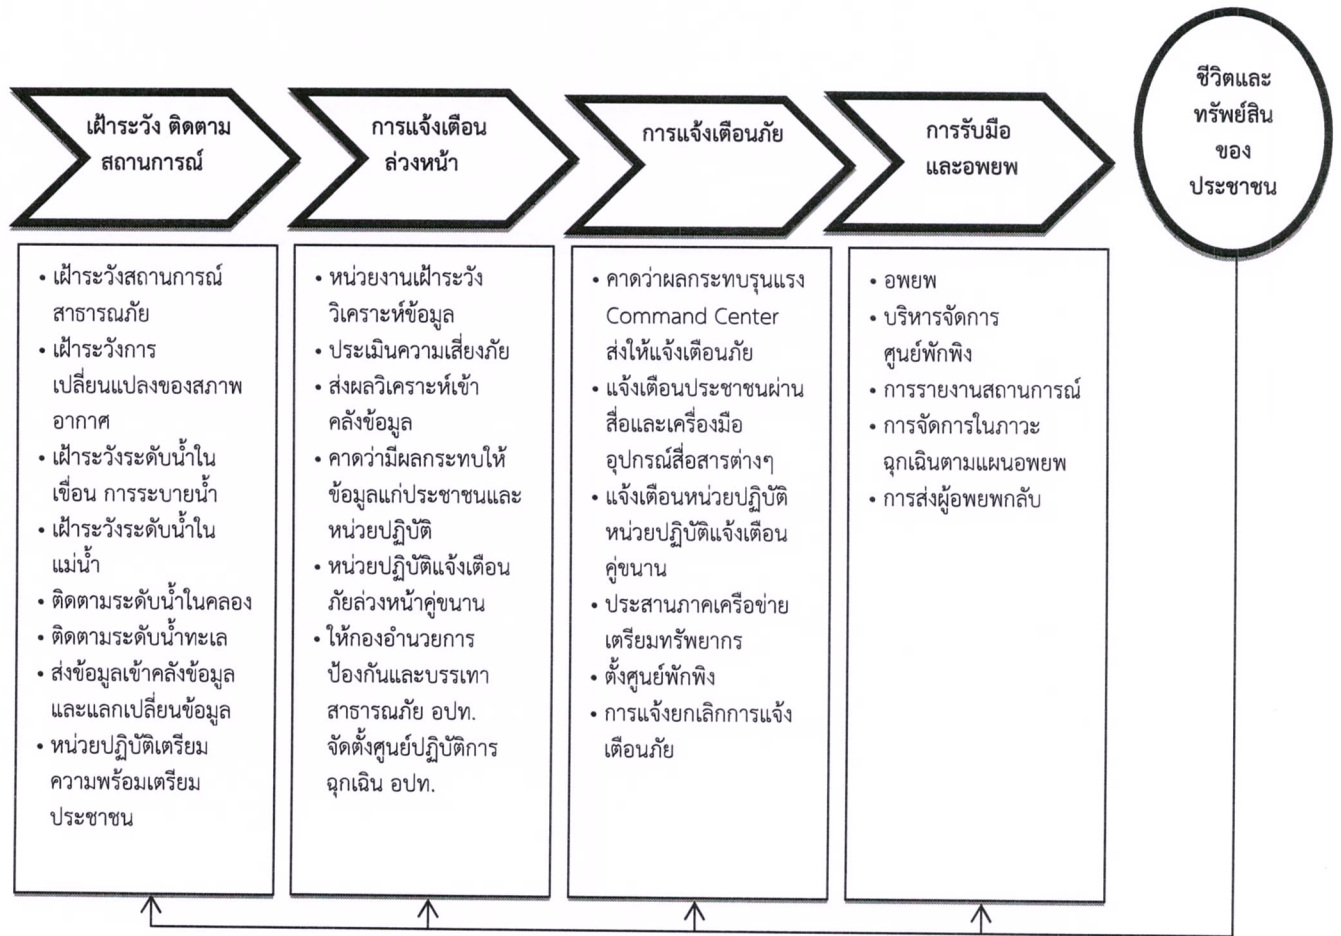 เฝ้าระวัง ติดตาม
สถานการณ์
การแจ้งเตือน
ล่วงหน้า
การแจ้งเตือนภัย
การรับมือ
และอพยพ
ชีวิตและ
ทรัพย์สิน
ของ
ประชาชน
• เฝ้าระวังสถานการณ์
สาธารณภัย
• เฝ้าระวังการ
เปลี่ยนแปลงของสภาพ
อากาศ
• เฝ้าระวังระดับน้ำใน
เขื่อน การระบายน้ำ
• เฝ้าระวังระดับน้ำใน
แม่น้ำ
• ติดตามระดับน้ำในคลอง
• ติดตามระดับน้ำทะเล
• ส่งข้อมูลเข้าคลังข้อมูล
และแลกเปลี่ยนข้อมูล
• หน่วยปฏิบัติเตรียม
ความพร้อมเตรียม
ประชาชน
• หน่วยงานเฝ้าระวัง
วิเคราะห์ข้อมูล
• ประเมินความเสี่ยงภัย
• ส่งผลวิเคราะห์เข้า
คลังข้อมูล
• คาดว่ามีผลกระทบให้
ข้อมูลแก่ประชาชนและ
หน่วยปฏิบัติ
• หน่วยปฏิบัติแจ้งเตือน
ภัยล่วงหน้าคู่ขนาน
• ให้กองอำนวยการ
ป้องกันและบรรเทา
สาธารณภัย อปท.
จัดตั้งศูนย์ปฏิบัติการ
ฉุกเฉิน อปท.
• คาดว่าผลกระทบรุนแรง
Command Center
ส่งให้แจ้งเตือนภัย
• แจ้งเตือนประชาชนผ่าน
สื่อและเครื่องมือ
อุปกรณ์สื่อสารต่างๆ
• แจ้งเตือนหน่วยปฏิบัติ
หน่วยปฏิบัติแจ้งเตือน
คู่ขนาน
• ประสานภาคเครือข่าย
เตรียมทรัพยากร
• ตั้งศูนย์พักพิง
• การแจ้งยกเลิกการแจ้ง
เตือนภัย
• อพยพ
• บริหารจัดการ
ศูนย์พักพิง
• การรายงานสถานการณ์
• การจัดการในภาวะ
ฉุกเฉินตามแผนอพยพ
• การส่งผู้อพยพกลับ